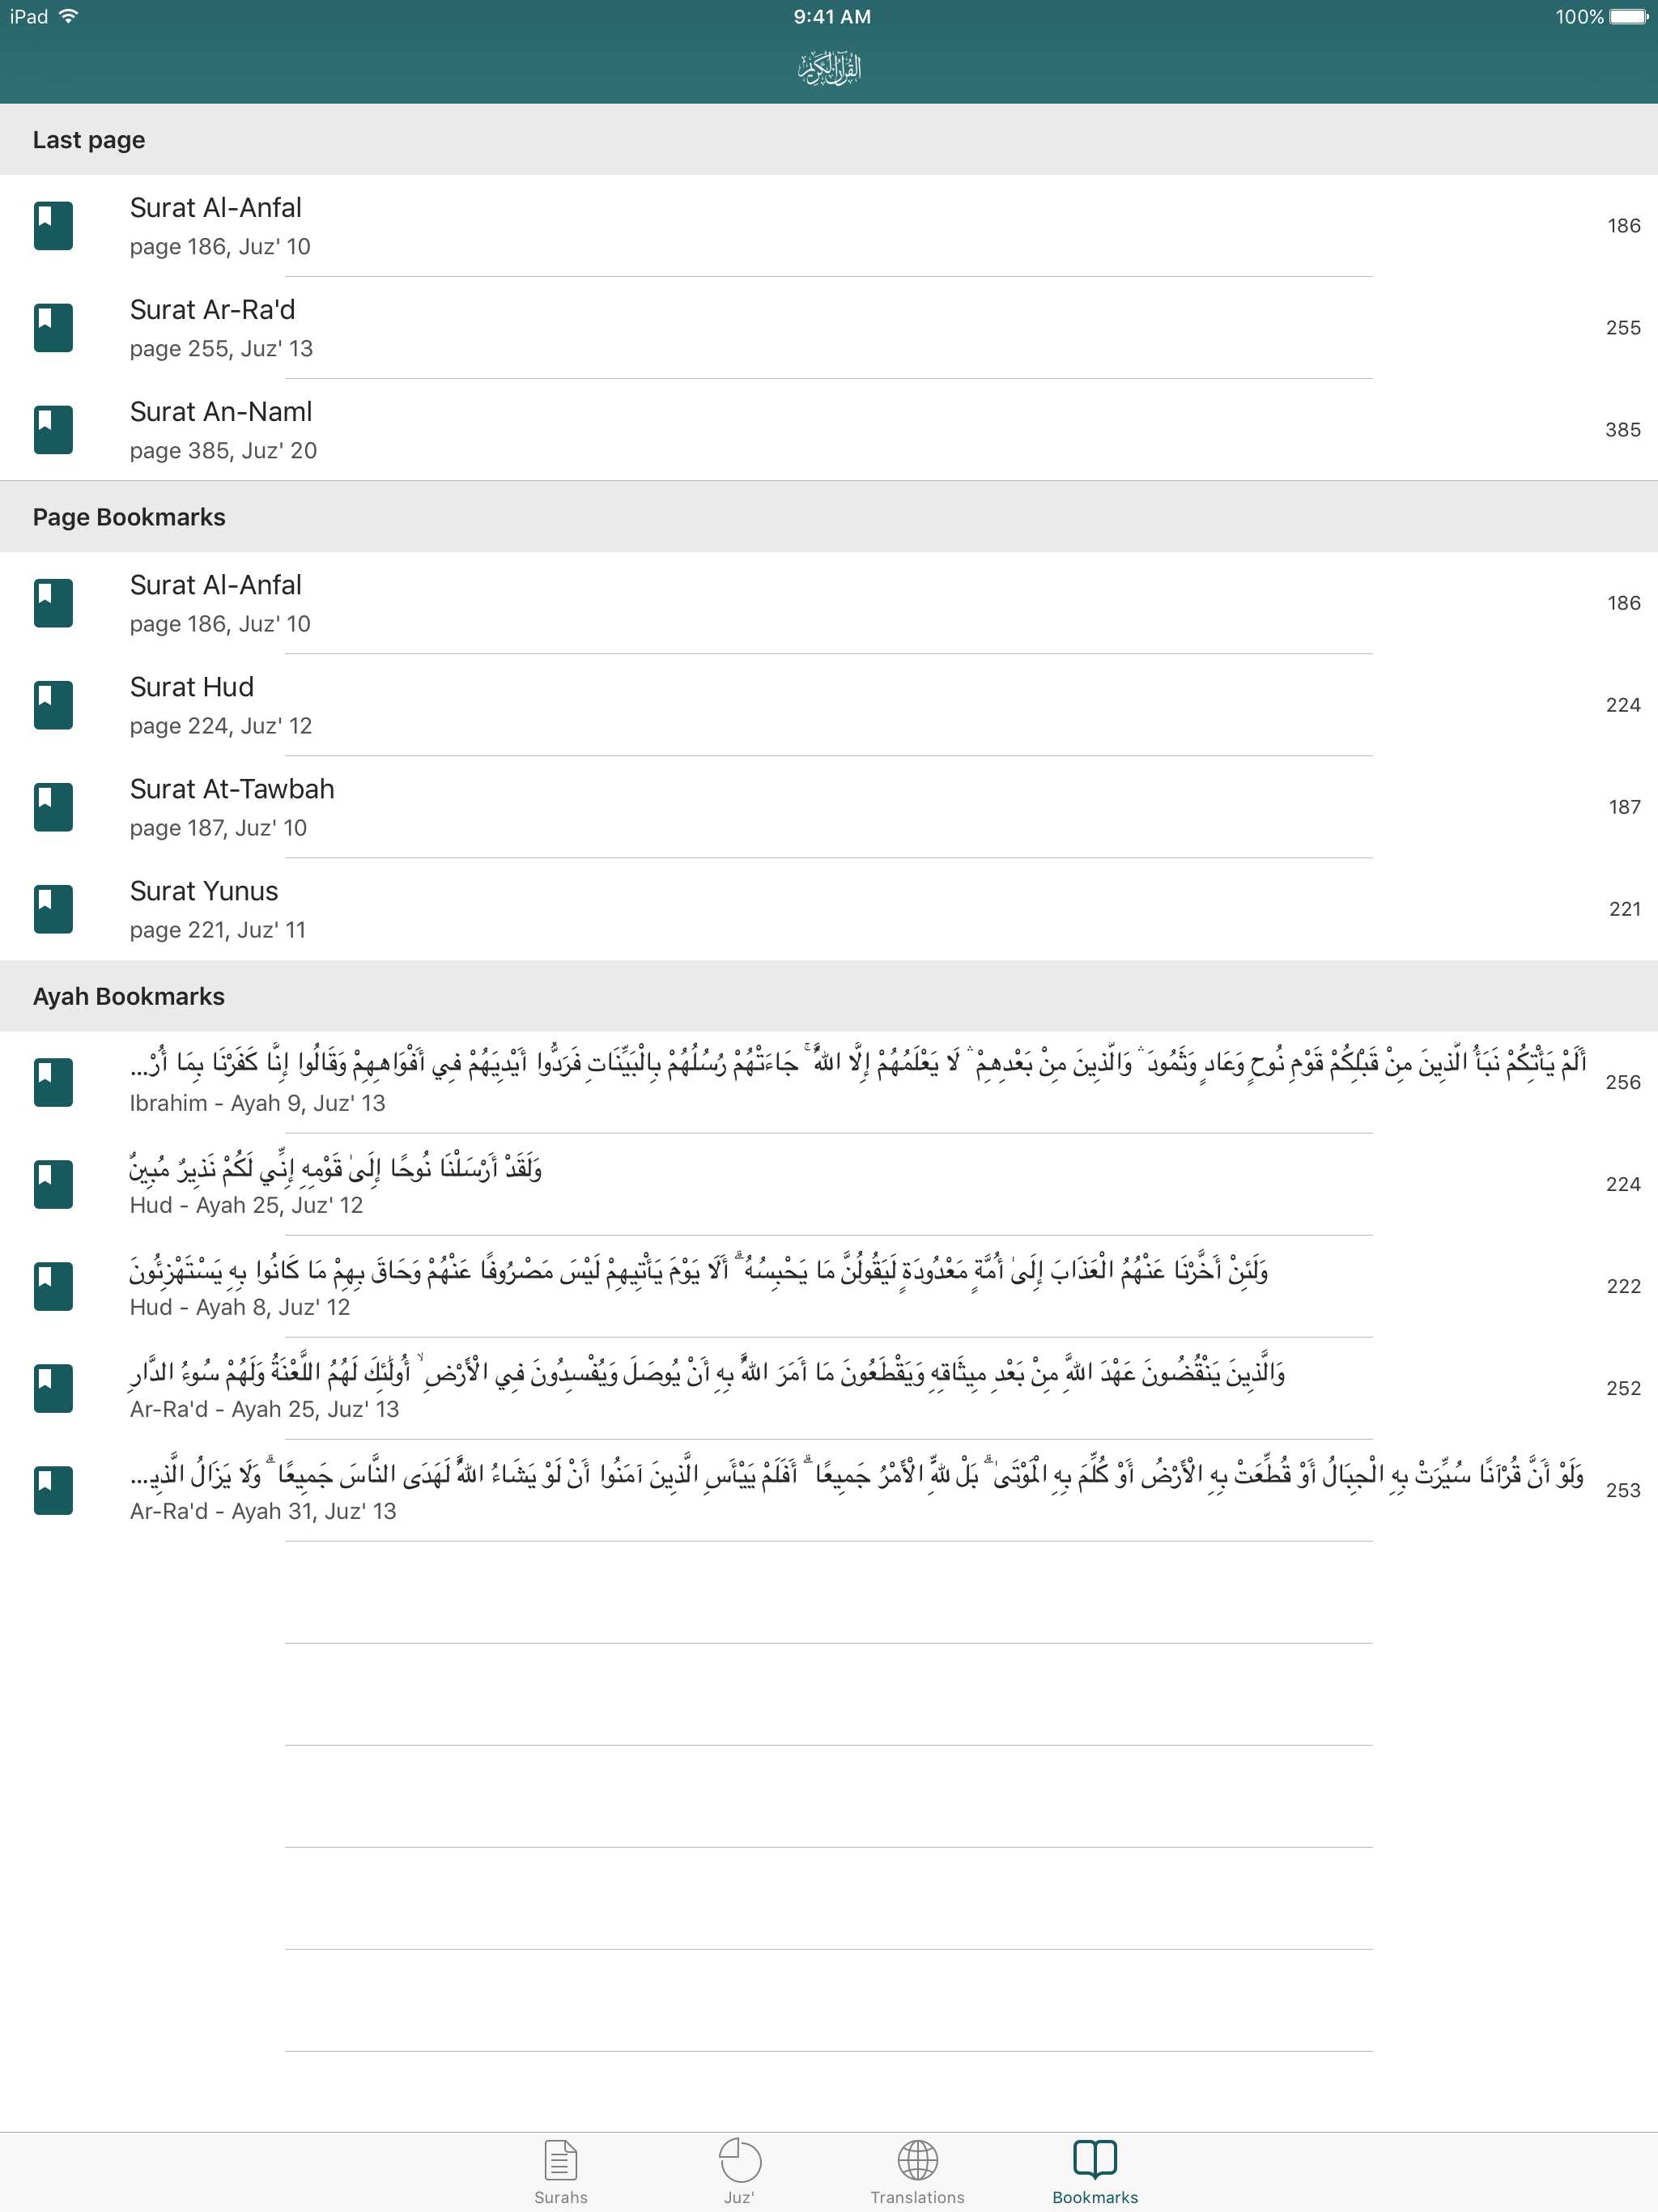 iPad
9:41 AM
100%
القرآن الكريم
Last page
Surat Al-Anfal
page 186, Juz' 10
186
Surat Ar-Ra'd
page 255, Juz' 13
255
Surat An-Naml
page 385, Juz' 20
385
Page Bookmarks
Surat Al-Anfal
page 186, Juz' 10
186
Surat Hud
page 224, Juz' 12
224
Surat At-Tawbah
page 187, Juz' 10
187
Surat Yunus
page 221, Juz' 11
221
Ayah Bookmarks
أَلَمْ يَأْتِكُمْ نَبَأُ الَّذِينَ مِنْ قَبْلِكُمْ قَوْمِ نُوحٍ وَعَادٍ وَثَمُودَ ۛ وَالَّذِينَ مِنْ بَعْدِهِمْ ۛ لَا يَعْلَمُهُمْ إِلَّا اللَّهُ ۚ جَاءَتْهُمْ رُسُلُهُمْ بِالْبَيِّنَاتِ فَرَدُّوا أَيْدِيَهُمْ فِي أَفْوَاهِهِمْ وَقَالُوا إِنَّا كَفَرْنَا بِمَا أُرْ...
Ibrahim - Ayah 9, Juz' 13
256
وَلَقَدْ أَرْسَلْنَا نُوحًا إِلَىٰ قَوْمِهِ إِنِّي لَكُمْ نَذِيرٌ مُبِينٌ
Hud - Ayah 25, Juz' 12
224
وَلَئِنْ أَخَّرْنَا عَنْهُمُ الْعَذَابَ إِلَىٰ أُمَّةٍ مَعْدُودَةٍ لَيَقُولُنَّ مَا يَحْبِسُهُ ۗ أَلَا يَوْمَ يَأْتِيهِمْ لَيْسَ مَصْرُوفًا عَنْهُمْ وَحَاقَ بِهِمْ مَا كَانُوا بِهِ يَسْتَهْزِئُونَ
Hud - Ayah 8, Juz' 12
222
وَالَّذِينَ يَنْقُضُونَ عَهْدَ اللَّهِ مِنْ بَعْدِ مِيثَاقِهِ وَيَقْطَعُونَ مَا أَمَرَ اللَّهُ بِهِ أَنْ يُوصَلَ وَيُفْسِدُونَ فِي الْأَرْضِ ۙ أُولَٰئِكَ لَهُمُ اللَّعْنَةُ وَلَهُمْ سُوءُ الدَّارِ
Ar-Ra'd - Ayah 25, Juz' 13
252
وَلَوْ أَنَّ قُرْآنًا سُيِّرَتْ بِهِ الْجِبَالُ أَوْ قُطِّعَتْ بِهِ الْأَرْضُ أَوْ كُلِّمَ بِهِ الْمَوْتَىٰ ۗ بَلْ لِلَّهِ الْأَمْرُ جَمِيعًا ۗ أَفَلَمْ يَيْأَسِ الَّذِينَ آمَنُوا أَنْ لَوْ يَشَاءُ اللَّهُ لَهَدَى النَّاسَ جَمِيعًا ۗ وَلَا يَزَالُ الَّذِيـ...
Ar-Ra'd - Ayah 31, Juz' 13
253
Surahs
Juz'
Translations
Bookmarks